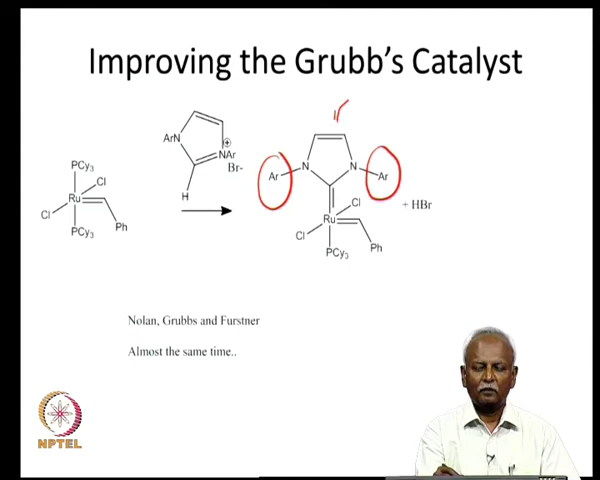 Improving the Grubb's Catalyst
ArN
NAr
Br-
H
PCy3
Cl
Ru
Cl
PCy3
Ph
Ar
N
N
Ar
Cl
Ru
Cl
PCy3
Ph
+ HBr
Nolan, Grubbs and Furstner
Almost the same time..
NPTEL